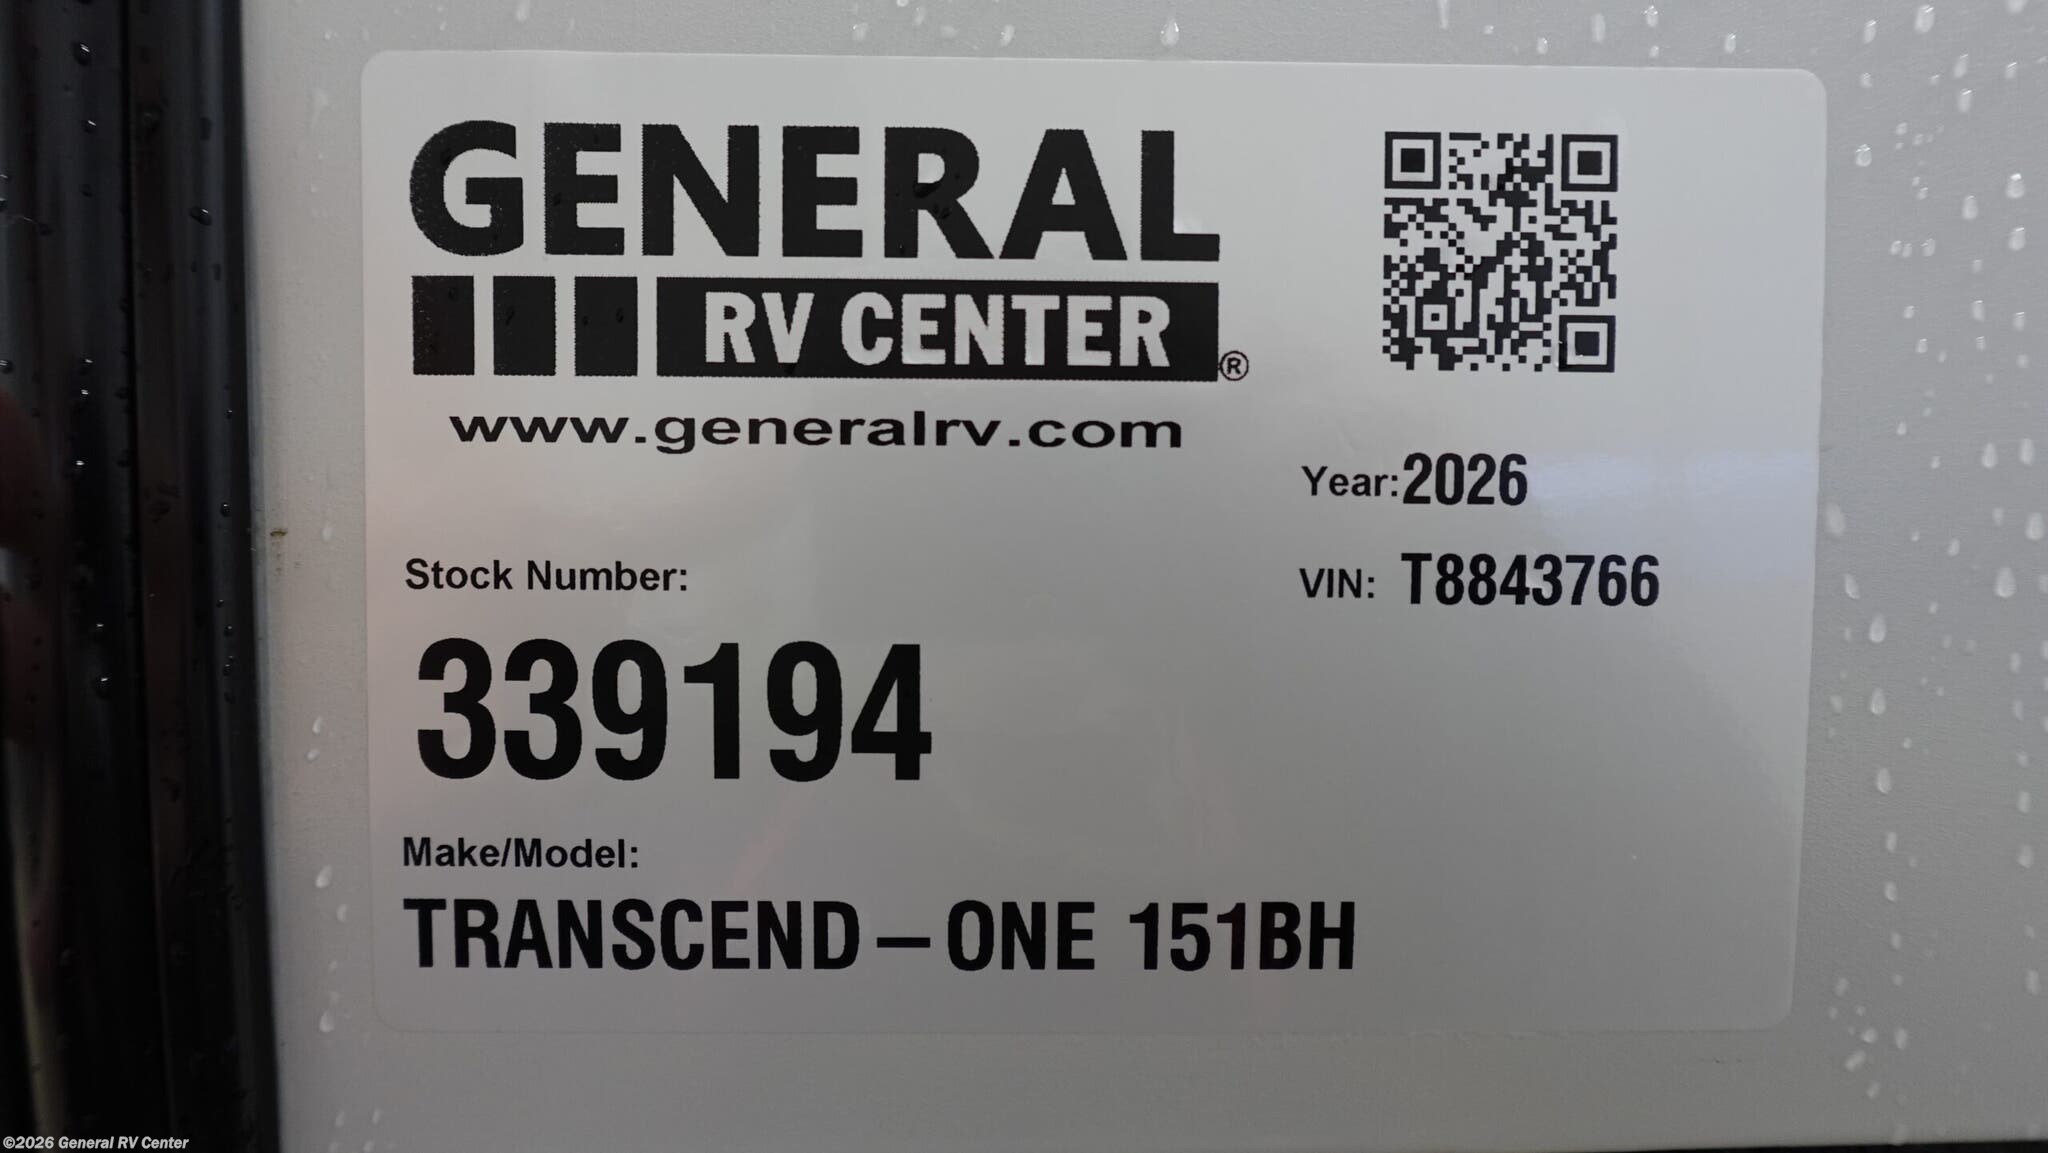 GENERAL
RV CENTER®
www.generalrv.com
Year: 2026
Stock Number:
VIN: T8843766
339194
Make/Model:
TRANSCEND-ONE 151BH
©2026 General RV Center